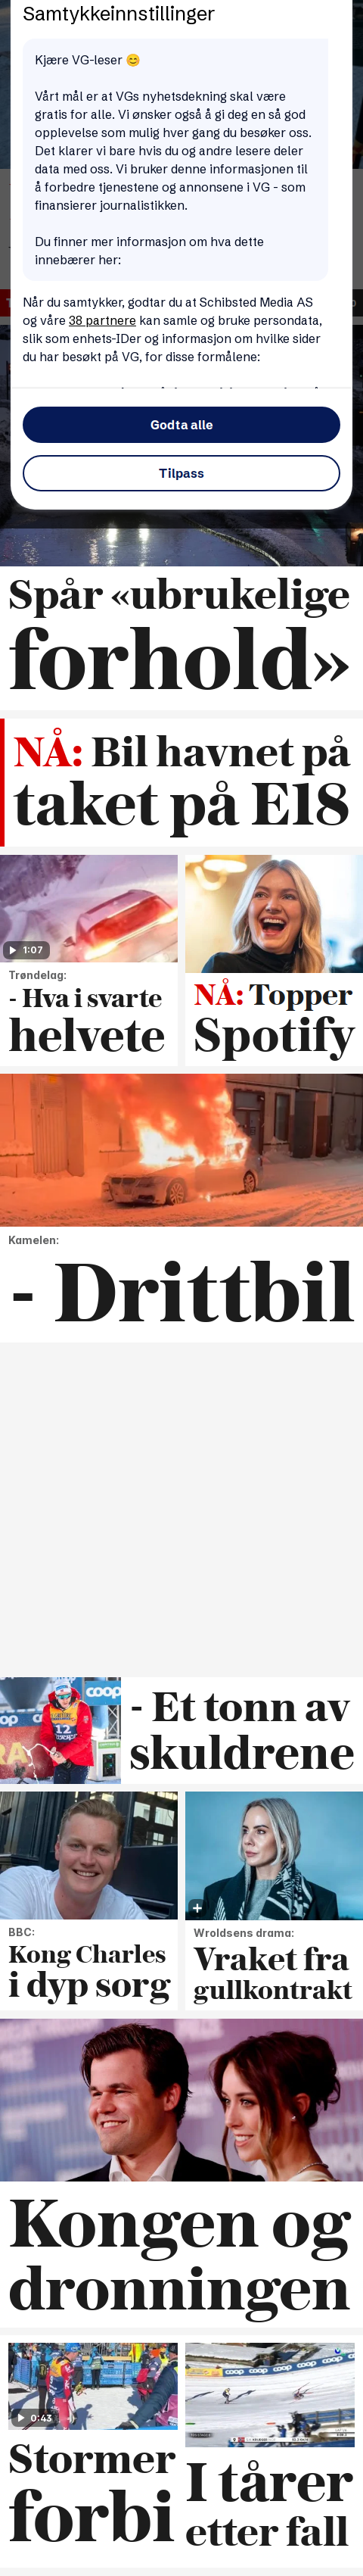 Samtykkeinnstillinger
Kjære VG-leser 😊
Vårt mål er at VGs nyhetsdekning skal være
gratis for alle. Vi ønsker også å gi deg en så god
opplevelse som mulig hver gang du besøker oss.
Det klarer vi bare hvis du og andre lesere deler
data med oss. Vi bruker denne informasjonen til
å forbedre tjenestene og annonsene i VG - som
finansierer journalistikken.
Du finner mer informasjon om hva dette
innebærer her:
Når du samtykker, godtar du at Schibsted Media AS
og våre 38 partnere kan samle og bruke persondata,
slik som enhets-IDer og informasjon om hvilke sider
du har besøkt på VG, for disse formålene:
Godta alle
Tilpass
Spår «ubrukelige
forhold»
NÅ: Bil havnet på
taket på E18
1:07
Trøndelag:
- Hva i svarte
helvete
NÅ: Topper
Spotify
Kamelen:
- Drittbil
coop
12
- Et tonn av
skuldrene
BBC:
Kong Charles
i dyp sorg
Wroldsens drama:
Vraket fra
gullkontrakt
Kongen og
dronningen
0:43
Stormer
forbi
coop
I tårer
etter fall